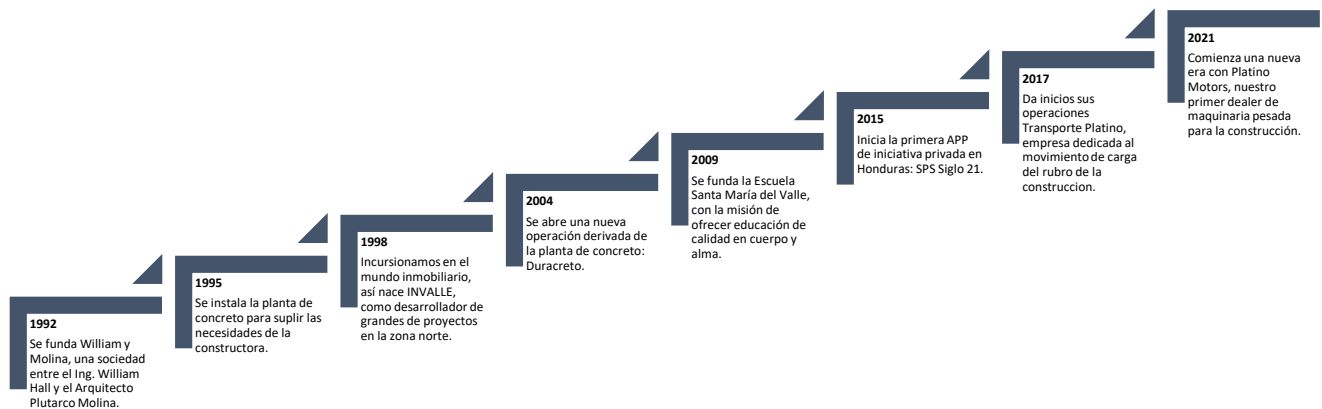 1992
Se funda William y
Molina, una sociedad
entre el Ing. William
Hall y el Arquitecto
Plutarco Molina.
1995
Se instala la planta de
concreto para suplir las
necesidades de la
constructora.
1998
Incursionamos en el
mundo inmobiliario,
así nace INVALLE,
como desarrollador de
grandes de proyectos
en la zona norte.
2004
Se abre una nueva
operación derivada de
la planta de concreto:
Duracreto.
2009
Se funda la Escuela
Santa María del Valle,
con la misión de
ofrecer educación de
calidad en cuerpo y
alma.
2015
Inicia la primera APP
de iniciativa privada en
Honduras: SPS Siglo 21.
2017
Da inicios sus
operaciones
Transporte Platino,
empresa dedicada al
movimiento de carga
del rubro de la
construccion.
2021
Comienza una nueva
era con Platino
Motors, nuestro
primer dealer de
maquinaria pesada
para la construcción.